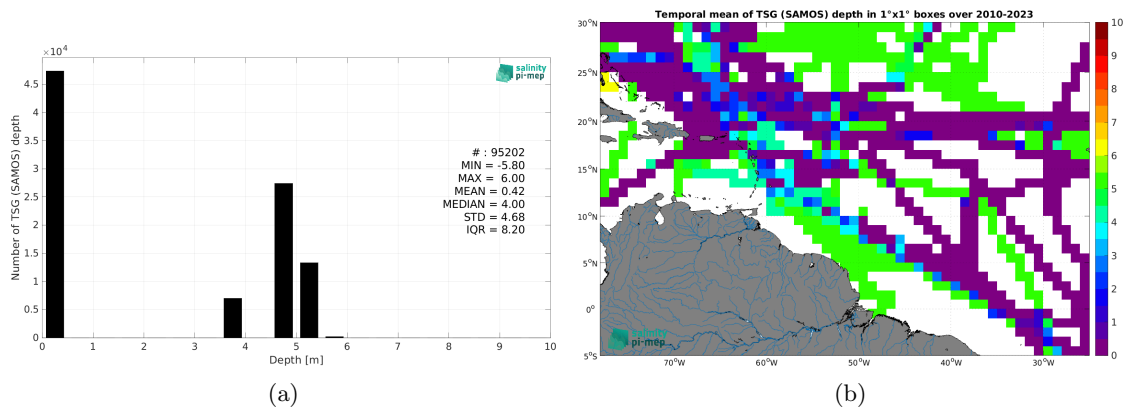 ×10⁴
4.5
4
3.5
3
2.5
2
1.5
1
0.5
0
Number of TSG (SAMOS) depth
salinity
pi-mep
# : 95202
MIN = -5.80
MAX = 6.00
MEAN = 0.42
MEDIAN = 4.00
STD = 4.68
IQR = 8.20
0 1 2 3 4 5 6 7 8 9 10
Depth [m]
(a)
Temporal mean of TSG (SAMOS) depth in 1°x1° boxes over 2010-2023
30°N
25°N
20°N
15°N
10°N
5°N
0°
5°S
70°W 60°W 50°W 40°W 30°W
salinity
pi-mep
10
9
8
7
6
5
4
3
2
1
0
(b)